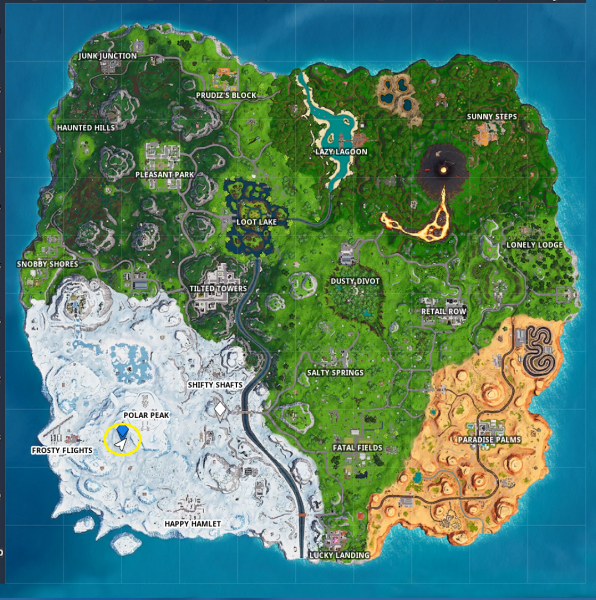 JUNK JUNCTION
PRUDIZ'S BLOCK
SUNNY STEPS
HAUNTED HILLS
LAZY LAGOON
PLEASANT PARK
LOOT LAKE
LONELY LODGE
SNOBBY SHORES
DUSTY DIVOT
TILTED TOWERS
RETAIL ROW
SALTY SPRINGS
SHIFTY SHAFTS
POLAR PEAK
PARADISE PALMS
FROSTY FLIGHTS
FATAL FIELDS
HAPPY HAMLET
LUCKY LANDING